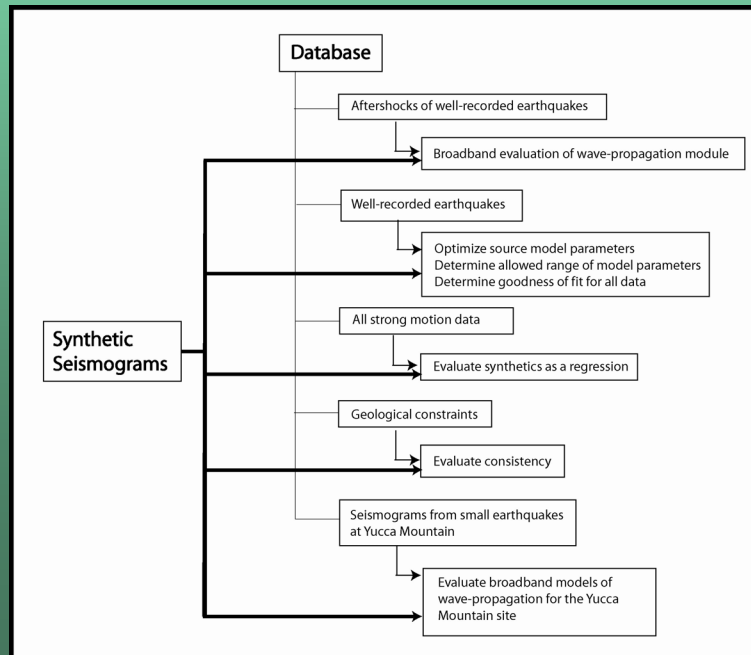 Database
Aftershocks of well-recorded earthquakes
Broadband evaluation of wave-propagation module
Well-recorded earthquakes
Optimize source model parameters
Determine allowed range of model parameters
Determine goodness of fit for all data
All strong motion data
Synthetic
Seismograms
Evaluate synthetics as a regression
Geological constraints
Evaluate consistency
Seismograms from small earthquakes
at Yucca Mountain
Evaluate broadband models of
wave-propagation for the Yucca
Mountain site